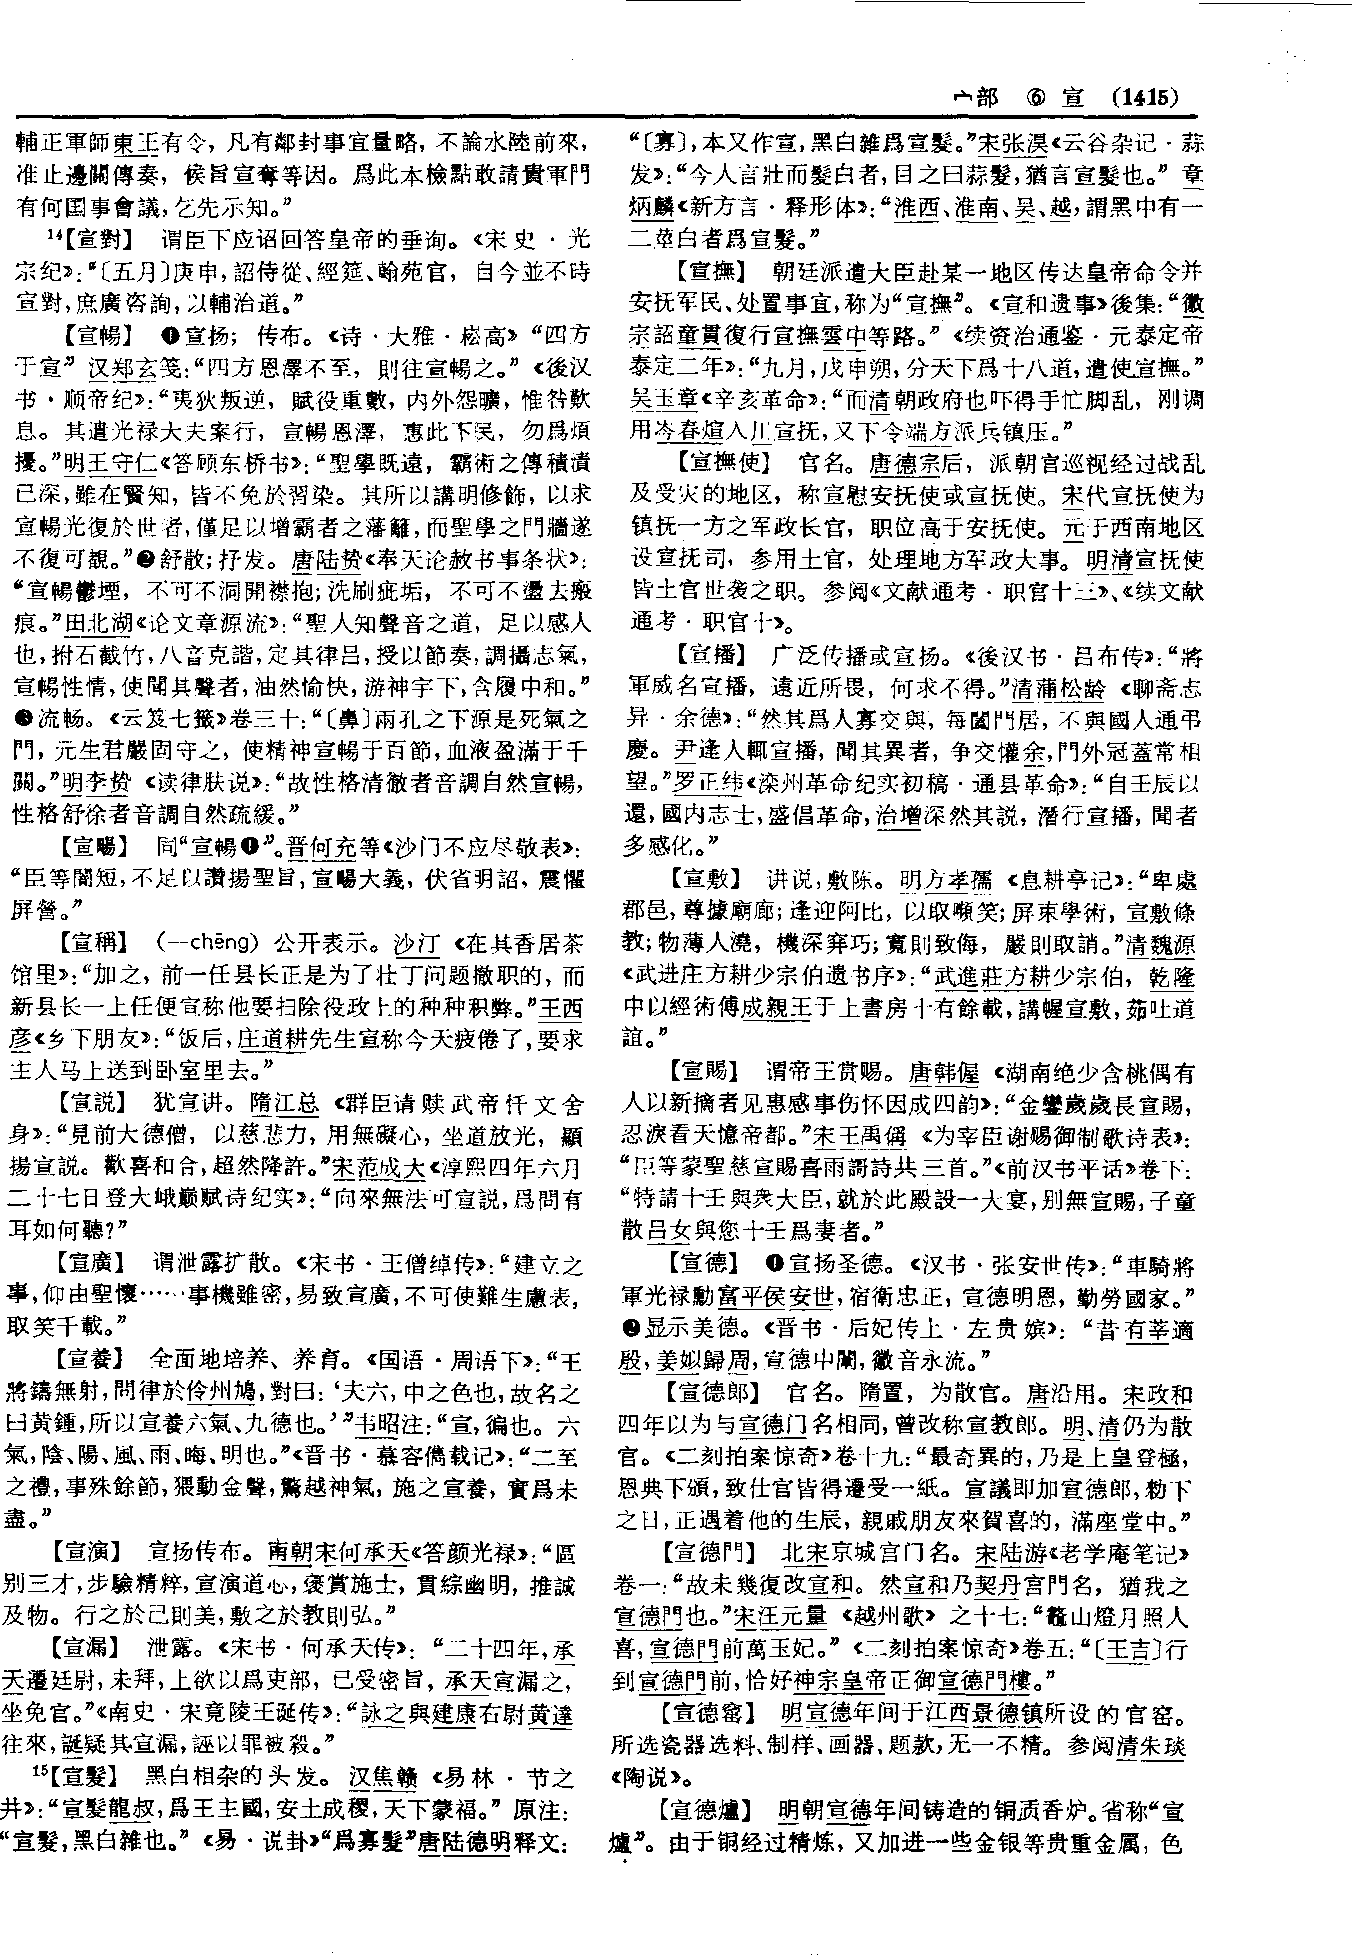 宀部 ⑥ 宣 (1415)
輔正軍師東王有令，凡有鄰封事宜量略，不論水陸前來，
准止邊關傳奏，候旨宣奪等因。爲此本檢點敢請貴軍門
有何国事會議，乞先示知。”
¹⁴【宣對】 谓臣下应诏回答皇帝的垂询。《宋史·光
宗纪》：“〔五月〕庚申，詔侍從、經筵、翰苑官，自今並不時
宣對，庶廣咨詢，以輔治道。”
【宣暢】 ❶宣扬；传布。《诗·大雅·崧高》“四方
于宣” 汉郑玄笺：“四方恩澤不至，則往宣暢之。”《後汉
书·顺帝纪》：“夷狄叛逆，賦役重數，内外怨曠，惟咎歎
息。其遣光禄大夫案行，宣暢恩澤，惠此下民，勿爲煩
擾。”明王守仁《答顾东桥书》：“聖學既遠，霸術之傳積漬
已深，雖在賢知，皆不免於習染。其所以講明修飾，以求
宣暢光復於世者，僅足以增霸者之藩籬，而聖學之門牆遂
不復可覩。”❷舒散；抒发。唐陆贽《奉天论赦书事条状》：
“宣暢鬱堙，不可不洞開襟抱；洗刷疵垢，不可不盪去瘢
痕。”田北湖《论文章源流》：“聖人知聲音之道，足以感人
也，拊石截竹，八音克諧，定其律吕，授以節奏，調攝志氣，
宣暢性情，使聞其聲者，油然愉快，游神宇下，含履中和。”
❸流畅。《云笈七籤》卷三十：“〔鼻〕兩孔之下源是死氣之
門，元生君嚴固守之，使精神宣暢于百節，血液盈滿于千
關。”明李贽《读律肤说》：“故性格清徹者音調自然宣暢，
性格舒徐者音調自然疏緩。”
【宣暘】 同“宣暢❶”。晋何充等《沙门不应尽敬表》：
“臣等闇短，不足以讚揚聖旨，宣暘大義，伏省明詔，震懼
屏營。”
【宣稱】 （—chēng）公开表示。沙汀《在其香居茶
馆里》：“加之，前一任县长正是为了壮丁问题撤职的，而
新县长一上任便宣称他要扫除役政上的种种积弊。”王西
彦《乡下朋友》：“饭后，庄道耕先生宣称今天疲倦了，要求
主人马上送到卧室里去。”
【宣説】 犹宣讲。隋江总《群臣请赎武帝忏文舍
身》：“見前大德僧，以慈悲力，用無礙心，坐道放光，顯
揚宣説。歡喜和合，超然降許。”宋范成大《淳熙四年六月
二十七日登大峨巅赋诗纪实》：“向來無法可宣説，爲問有
耳如何聽？”
【宣廣】 谓泄露扩散。《宋书·王僧绰传》：“建立之
事，仰由聖懷……事機雖密，易致宣廣，不可使難生慮表，
取笑千載。”
【宣養】 全面地培养、养育。《国语·周语下》：“王
將鑄無射，問律於伶州鳩，對曰：‘夫六，中之色也，故名之
曰黄鍾，所以宣養六氣、九德也。’”韦昭注：“宣，徧也。六
氣，陰、陽、風、雨、晦、明也。”《晋书·慕容儁载记》：“二至
之禮，事殊餘節，猥動金聲，驚越神氣，施之宣養，實爲未
盡。”
【宣演】 宣扬传布。南朝宋何承天《答颜光禄》：“區
别三才，步驗精粹，宣演道心，褒賞施士，貫綜幽明，推誠
及物。行之於己則美，敷之於教則弘。”
【宣漏】 泄露。《宋书·何承天传》：“二十四年，承
天遷廷尉，未拜，上欲以爲吏部，已受密旨，承天宣漏之，
坐免官。”《南史·宋竟陵王诞传》：“詠之與建康右尉黄達
往來，誕疑其宣漏，誣以罪被殺。”
¹⁵【宣髮】 黑白相杂的头发。汉焦赣《易林·节之
井》：“宣髮龍叔，爲王主國，安土成稷，天下蒙福。”原注：
“宣髮，黑白雜也。”《易·说卦》“爲寡髮”唐陆德明释文：
“〔寡〕，本又作宣，黑白雜爲宣髮。”宋张淏《云谷杂记·蒜
发》：“今人言壯而髮白者，目之曰蒜髮，猶言宣髮也。”章
炳麟《新方言·释形体》：“淮西、淮南、吴、越，謂黑中有一
二莖白者爲宣髮。”
【宣撫】 朝廷派遣大臣赴某一地区传达皇帝命令并
安抚军民、处置事宜，称为“宣撫”。《宣和遗事》後集：“徽
宗詔童貫復行宣撫雲中等路。”《续资治通鉴·元泰定帝
泰定二年》：“九月，戊申朔，分天下爲十八道，遣使宣撫。”
吴玉章《辛亥革命》：“而清朝政府也吓得手忙脚乱，刚调
用岑春煊入川宣抚，又下令端方派兵镇压。”
【宣撫使】 官名。唐德宗后，派朝官巡视经过战乱
及受灾的地区，称宣慰安抚使或宣抚使。宋代宣抚使为
镇抚一方之军政长官，职位高于安抚使。元于西南地区
设宣抚司，参用土官，处理地方军政大事。明清宣抚使
皆土官世袭之职。参阅《文献通考·职官十三》、《续文献
通考·职官十》。
【宣播】 广泛传播或宣扬。《後汉书·吕布传》：“將
軍威名宣播，遠近所畏，何求不得。”清蒲松龄《聊斋志
异·余德》：“然其爲人寡交與，每闔門居，不與國人通弔
慶。尹逢人輒宣播，聞其異者，争交懽余，門外冠蓋常相
望。”罗正纬《滦州革命纪实初稿·通县革命》：“自壬辰以
還，國内志士，盛倡革命，治增深然其説，潛行宣播，聞者
多感化。”
【宣敷】 讲说，敷陈。明方孝孺《息耕亭记》：“卑處
郡邑，尊據廟廊；逢迎阿比，以取嚬笑；屏束學術，宣敷條
教；物薄人澆，機深穽巧；寬則致侮，嚴則取誚。”清魏源
《武进庄方耕少宗伯遗书序》：“武進莊方耕少宗伯，乾隆
中以經術傅成親王于上書房十有餘載，講幄宣敷，茹吐道
誼。”
【宣賜】 谓帝王赏赐。唐韩偓《湖南绝少含桃偶有
人以新摘者见惠感事伤怀因成四韵》：“金鑾歲歲長宣賜，
忍淚看天憶帝都。”宋王禹偁《为宰臣谢赐御制歌诗表》：
“臣等蒙聖慈宣賜喜雨謌詩共三首。”《前汉书平话》卷下：
“特請十王與衆大臣，就於此殿設一大宴，别無宣賜，子童
散吕女與您十王爲妻者。”
【宣德】 ❶宣扬圣德。《汉书·张安世传》：“車騎將
軍光禄勳富平侯安世，宿衛忠正，宣德明恩，勤勞國家。”
❷显示美德。《晋书·后妃传上·左贵嫔》：“昔有莘適
殷，姜姒歸周，宣德中闈，徽音永流。”
【宣德郎】 官名。隋置，为散官。唐沿用。宋政和
四年以为与宣德门名相同，曾改称宣教郎。明、清仍为散
官。《二刻拍案惊奇》卷十九：“最奇異的，乃是上皇登極，
恩典下頒，致仕官皆得遷受一紙。宣議即加宣德郎，勑下
之日，正遇着他的生辰，親戚朋友來賀喜的，滿座堂中。”
【宣德門】 北宋京城宫门名。宋陆游《老学庵笔记》
卷一：“故未幾復改宣和。然宣和乃契丹宫門名，猶我之
宣德門也。”宋汪元量《越州歌》之十七：“鼇山燈月照人
喜，宣德門前萬玉妃。”《二刻拍案惊奇》卷五：“〔王吉〕行
到宣德門前，恰好神宗皇帝正御宣德門樓。”
【宣德窰】 明宣德年间于江西景德镇所设的官窑。
所选瓷器选料、制样、画器、题款，无一不精。参阅清朱琰
《陶说》。
【宣德爐】 明朝宣德年间铸造的铜质香炉。省称“宣
爐”。由于铜经过精炼，又加进一些金银等贵重金属，色